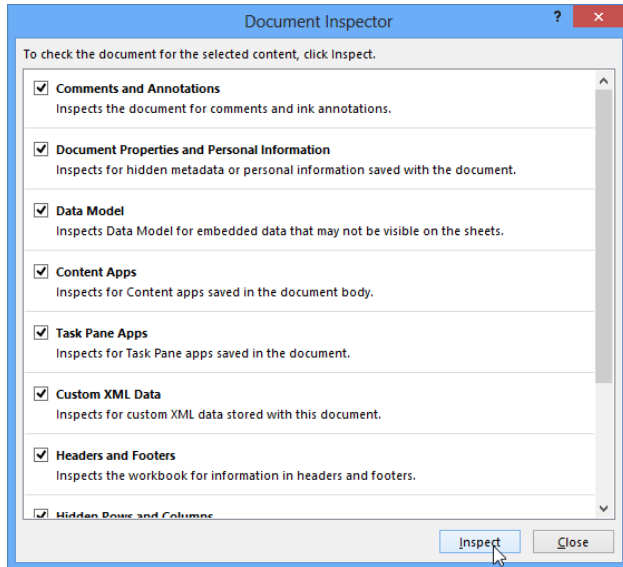 Document Inspector
?
To check the document for the selected content, click Inspect.
Comments and Annotations
Inspects the document for comments and ink annotations.
Document Properties and Personal Information
Inspects for hidden metadata or personal information saved with the document.
Data Model
Inspects Data Model for embedded data that may not be visible on the sheets.
Content Apps
Inspects for Content apps saved in the document body.
Task Pane Apps
Inspects for Task Pane apps saved in the document.
Custom XML Data
Inspects for custom XML data stored with this document.
Headers and Footers
Inspects the workbook for information in headers and footers.
Hidden Rows and Columns
Inspect
Close